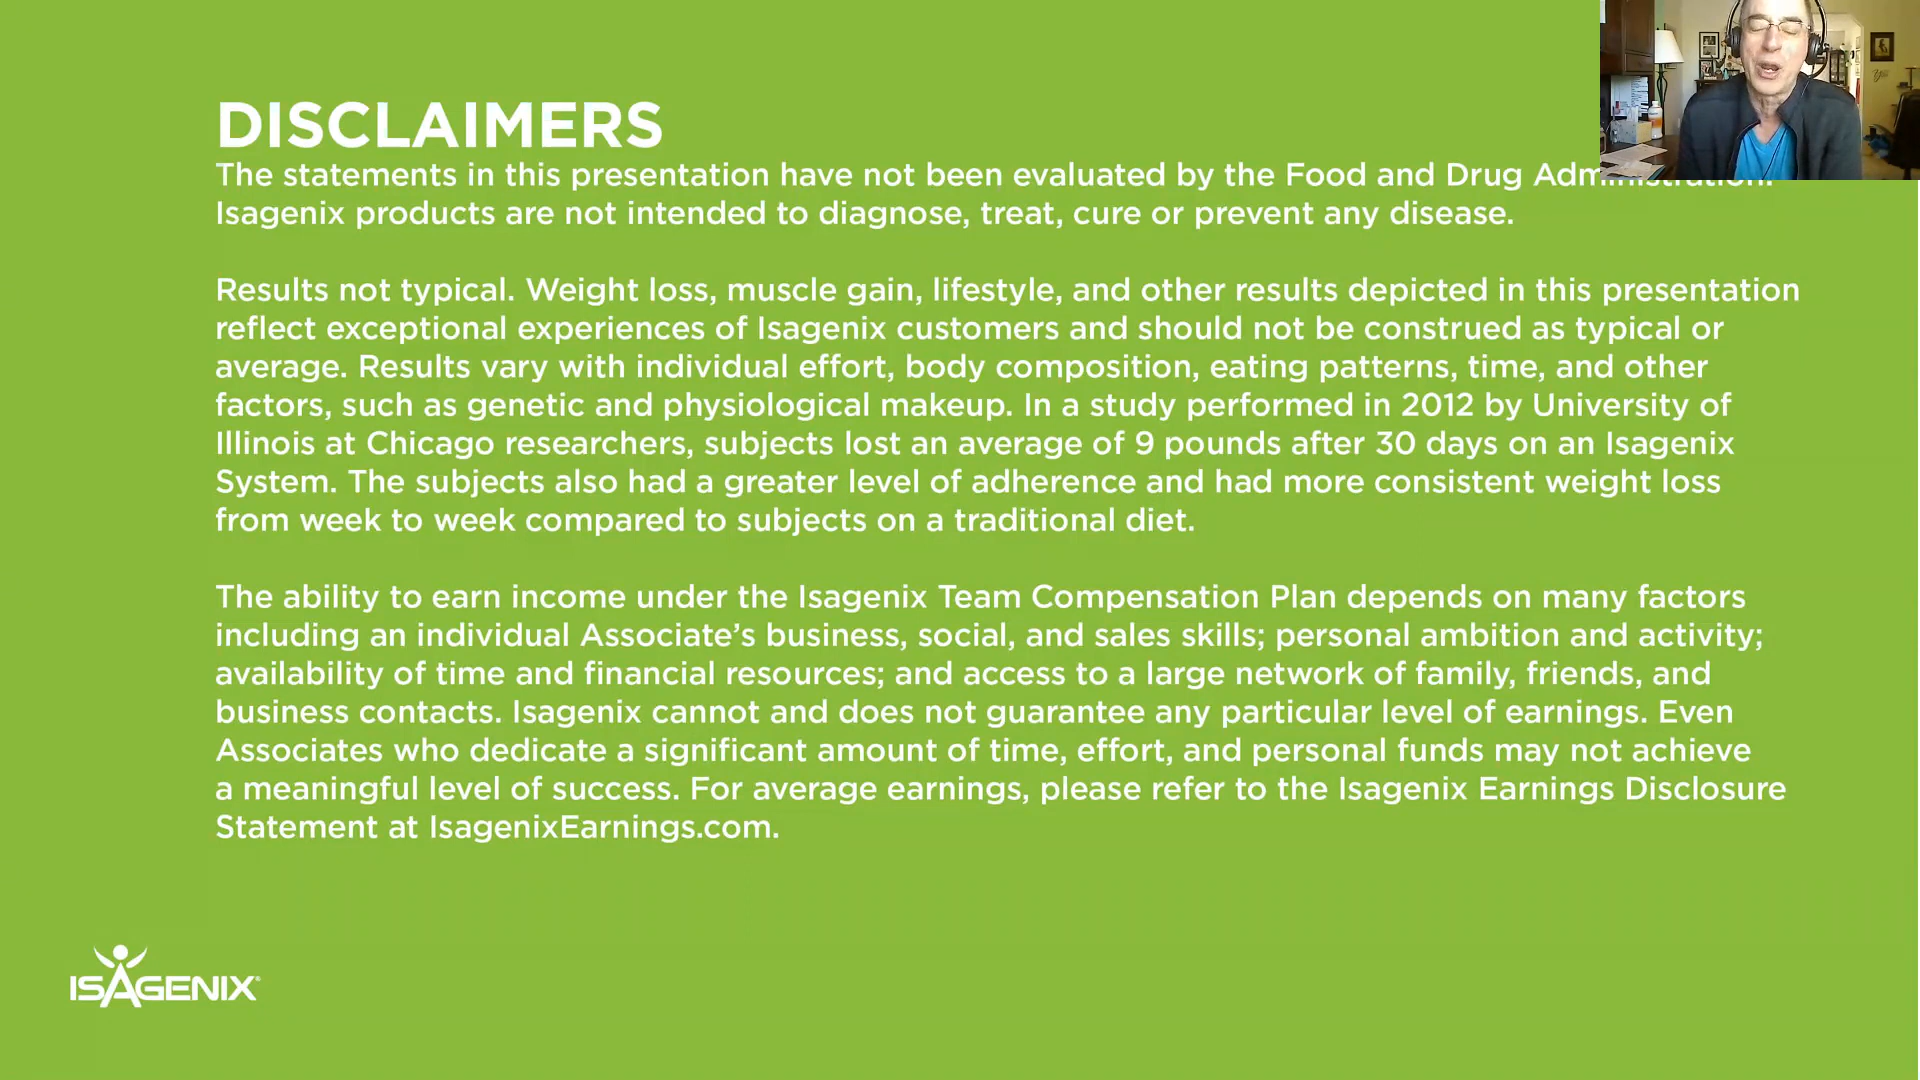 DISCLAIMERS
The statements in this presentation have not been evaluated by the Food and Drug Administration.
Isagenix products are not intended to diagnose, treat, cure or prevent any disease.
Results not typical. Weight loss, muscle gain, lifestyle, and other results depicted in this presentation
reflect exceptional experiences of Isagenix customers and should not be construed as typical or
average. Results vary with individual effort, body composition, eating patterns, time, and other
factors, such as genetic and physiological makeup. In a study performed in 2012 by University of
Illinois at Chicago researchers, subjects lost an average of 9 pounds after 30 days on an Isagenix
System. The subjects also had a greater level of adherence and had more consistent weight loss
from week to week compared to subjects on a traditional diet.
The ability to earn income under the Isagenix Team Compensation Plan depends on many factors
including an individual Associate’s business, social, and sales skills; personal ambition and activity;
availability of time and financial resources; and access to a large network of family, friends, and
business contacts. Isagenix cannot and does not guarantee any particular level of earnings. Even
Associates who dedicate a significant amount of time, effort, and personal funds may not achieve
a meaningful level of success. For average earnings, please refer to the Isagenix Earnings Disclosure
Statement at IsagenixEarnings.com.
ISAGENIX®